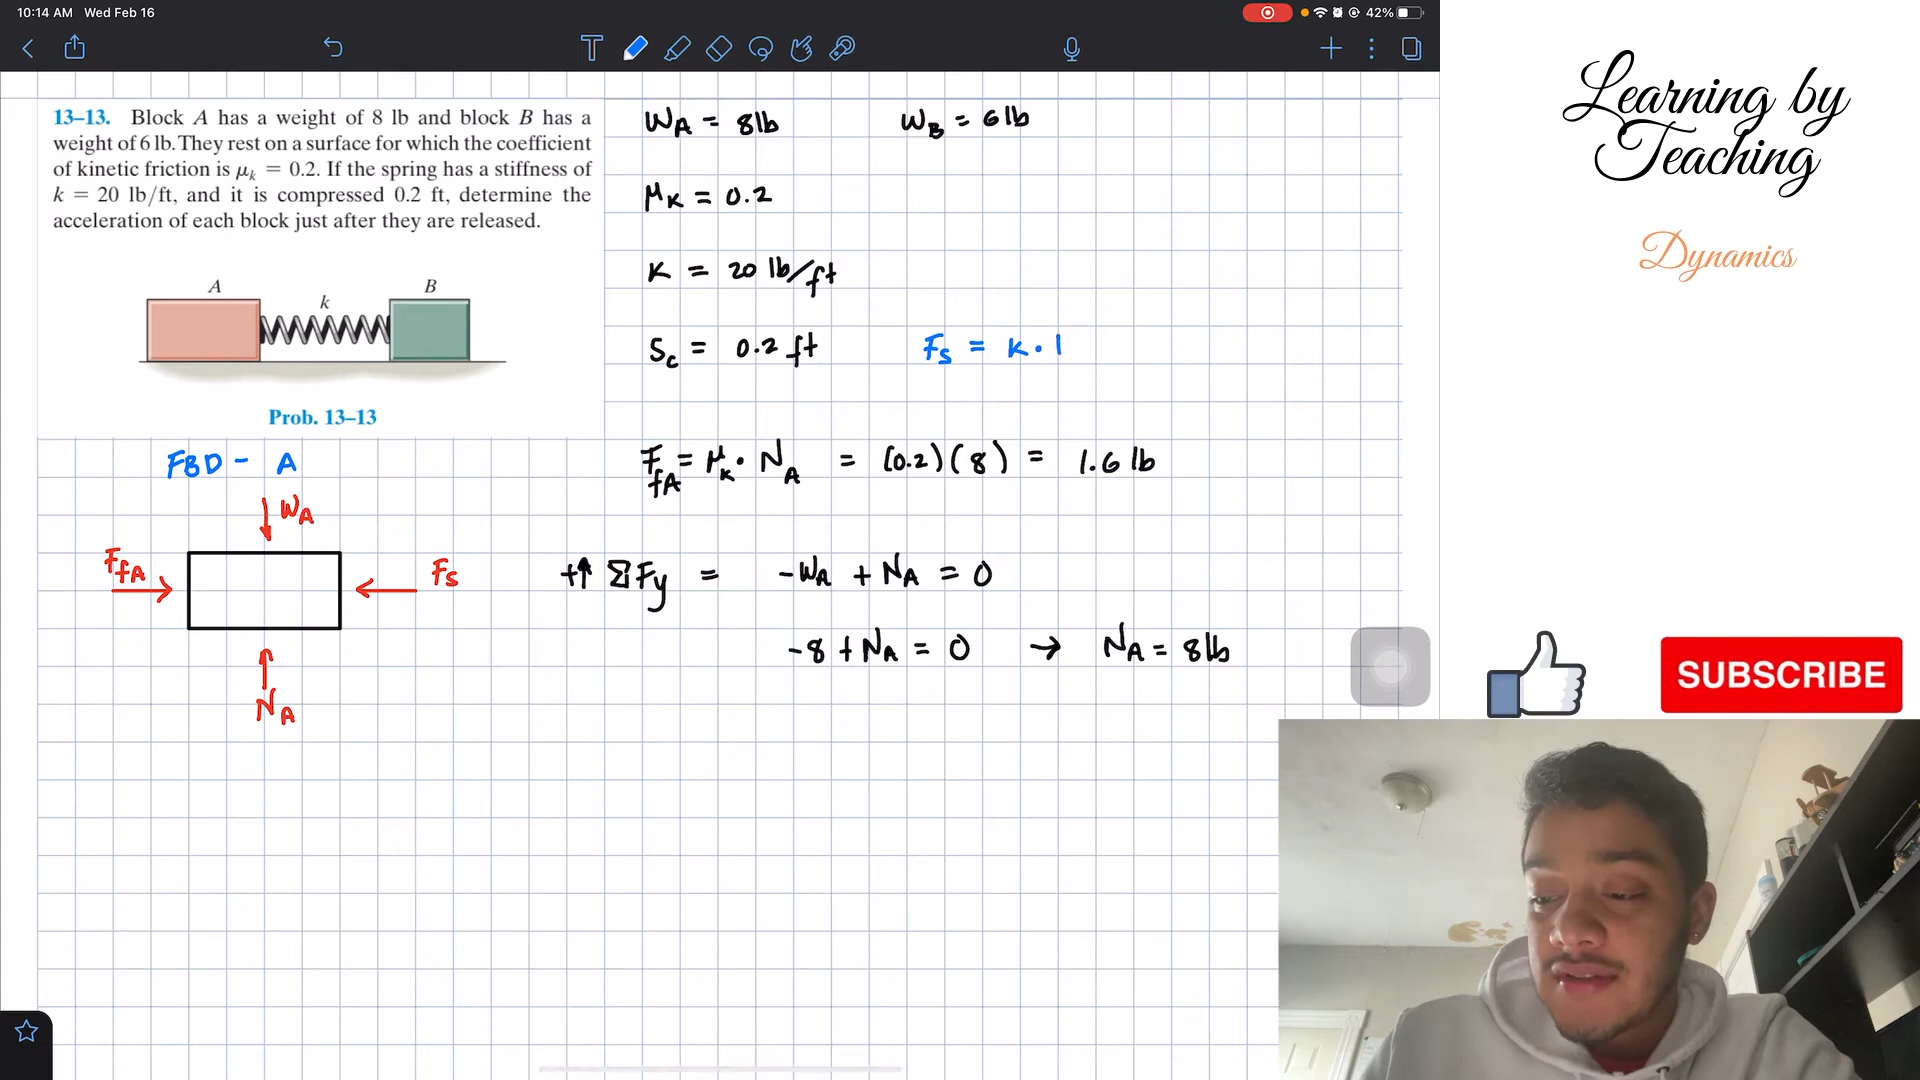 10:14 AM Wed Feb 16
42%
13–13. Block A has a weight of 8 lb and block B has a
weight of 6 lb. They rest on a surface for which the coefficient
of kinetic friction is μk = 0.2. If the spring has a stiffness of
k = 20 lb/ft, and it is compressed 0.2 ft, determine the
acceleration of each block just after they are released.
A
k
B
Prob. 13–13
WA = 8lb
WB = 6lb
μK = 0.2
K = 20 lb/ft
Sc = 0.2 ft
Fs = K · l
FBD - A
WA
FfA
Fs
NA
FfA = μk · NA = (0.2)(8) = 1.6 lb
+↑ ΣFy = -WA + NA = 0
-8 + NA = 0 → NA = 8lb
Learning by
Teaching
Dynamics
SUBSCRIBE